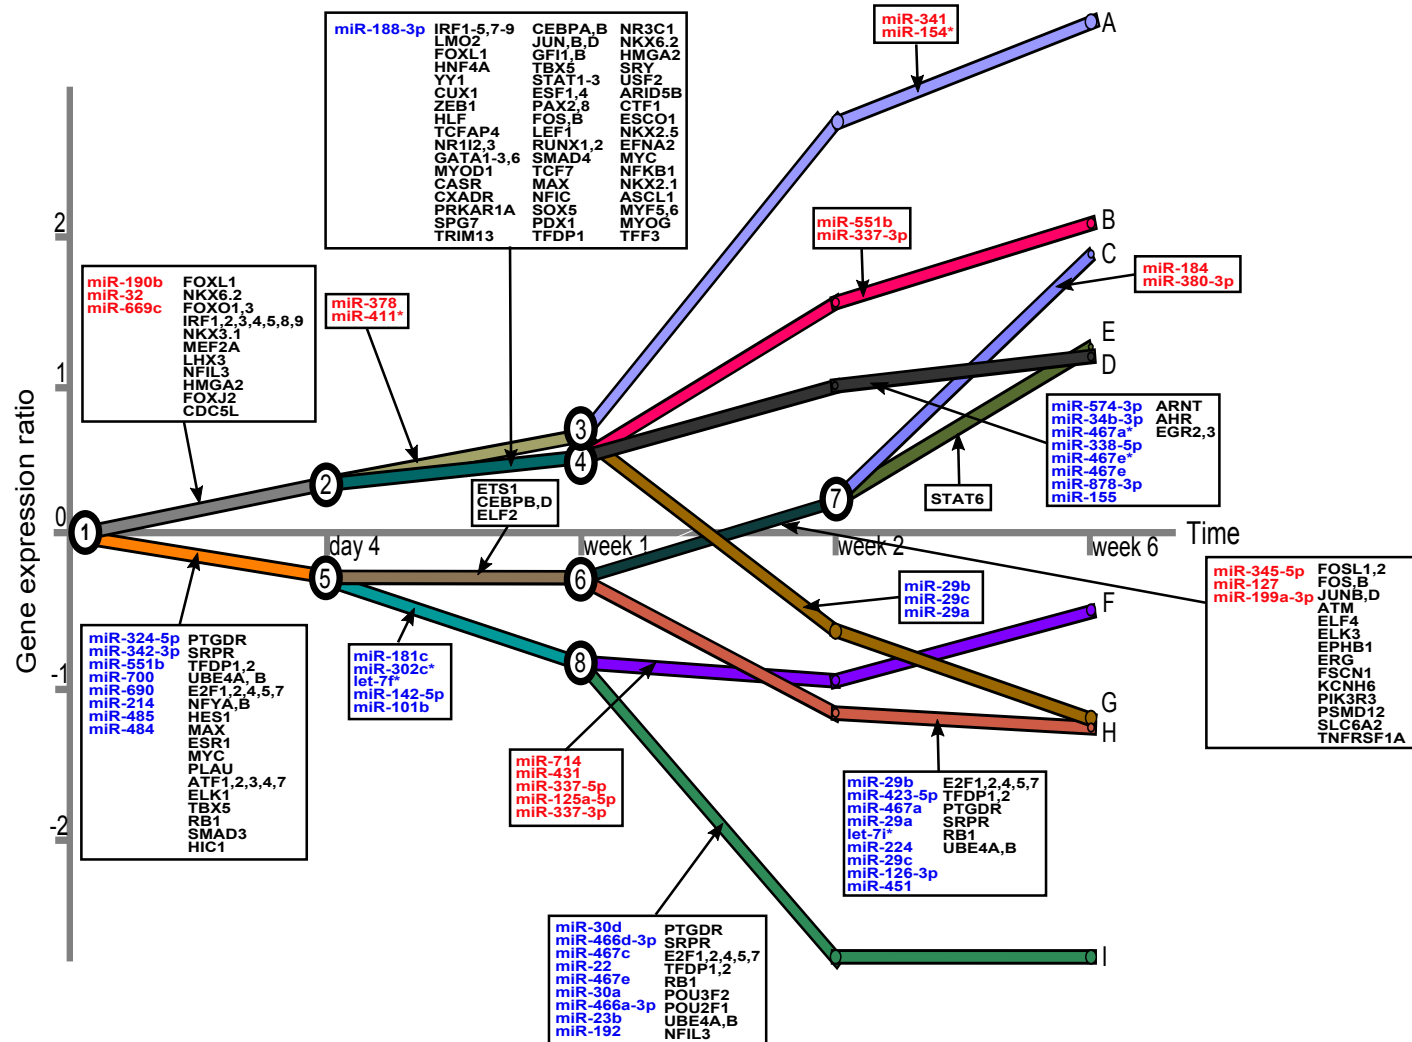 miR-188-3p
IRF1-5,7-9
LMO2
FOXL1
HNF4A
YY1
CUX1
ZEB1
HLF
TCFAP4
NR1I2,3
GATA1-3,6
MYOD1
CASR
CXADR
PRKAR1A
SPG7
TRIM13
CEBPA,B
JUN,B,D
GFI1,B
TBX5
STAT1-3
ESF1,4
PAX2,8
FOS,B
LEF1
RUNX1,2
SMAD4
TCF7
MAX
NFIC
SOX5
PDX1
TFDP1
NR3C1
NKX6.2
HMGA2
SRY
USF2
ARID5B
CTF1
ESCO1
NKX2.5
EFNA2
MYC
NFKB1
NKX2.1
ASCL1
MYF5,6
MYOG
TFF3
miR-341
miR-154*
A
miR-551b
miR-337-3p
B
C
miR-184
miR-380-3p
E
D
miR-190b
miR-32
miR-669c
FOXL1
NKX6.2
FOXO1,3
IRF1,2,3,4,5,8,9
NKX3.1
MEF2A
LHX3
NFIL3
HMGA2
FOXJ2
CDC5L
miR-378
miR-411*
miR-574-3p
miR-34b-3p
miR-467a*
miR-338-5p
miR-467e*
miR-467e
miR-878-3p
miR-155
ARNT
AHR
EGR2,3
STAT6
ETS1
CEBPB,D
ELF2
2
1
0
-1
-2
Gene expression ratio
1
2
3
4
5
6
7
8
day 4
week 1
week 2
week 6
Time
miR-345-5p
miR-127
miR-199a-3p
FOSL1,2
FOS,B
JUNB,D
ATM
ELF4
ELK3
EPHB1
ERG
FSCN1
KCNH6
PIK3R3
PSMD12
SLC6A2
TNFRSF1A
miR-29b
miR-29c
miR-29a
F
G
H
I
miR-324-5p
miR-342-3p
miR-551b
miR-700
miR-690
miR-214
miR-485
miR-484
PTGDR
SRPR
TFDP1,2
UBE4A, B
E2F1,2,4,5,7
NFYA,B
HES1
MAX
ESR1
MYC
PLAU
ATF1,2,3,4,7
ELK1
TBX5
RB1
SMAD3
HIC1
miR-181c
miR-302c*
let-7f*
miR-142-5p
miR-101b
miR-714
miR-431
miR-337-5p
miR-125a-5p
miR-337-3p
miR-29b
miR-423-5p
miR-467a
miR-29a
let-7i*
miR-224
miR-29c
miR-126-3p
miR-451
E2F1,2,4,5,7
TFDP1,2
PTGDR
SRPR
RB1
UBE4A,B
miR-30d
miR-466d-3p
miR-467c
miR-22
miR-467e
miR-30a
miR-466a-3p
miR-23b
miR-192
PTGDR
SRPR
E2F1,2,4,5,7
TFDP1,2
RB1
POU3F2
POU2F1
UBE4A,B
NFIL3